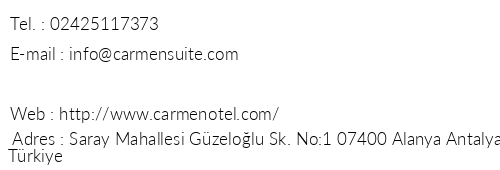 Tel. : 02425117373
E-mail : info@carmensuite.com
Web : http://www.carmenotel.com/
Adres : Saray Mahallesi Güzeloğlu Sk. No:1 07400 Alanya Antalya
Türkiye